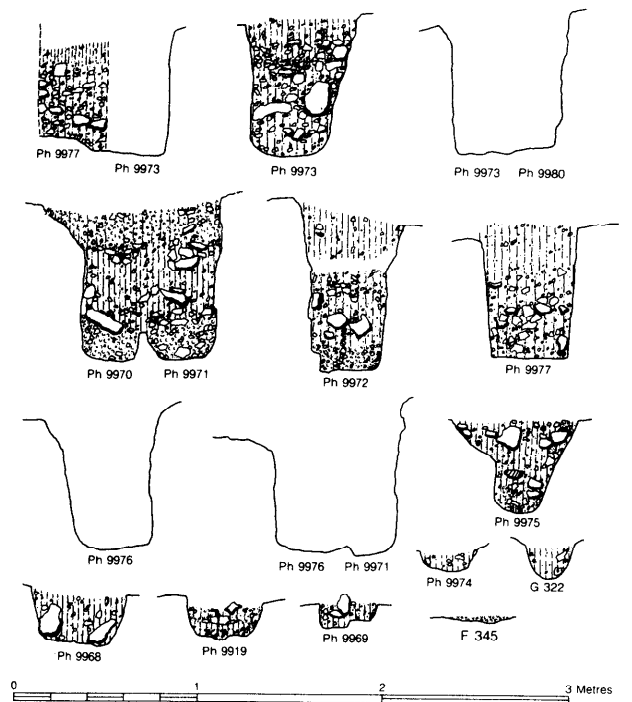 Ph 9977 Ph 9973
Ph 9973
Ph 9973 Ph 9980
Ph 9970 Ph 9971
Ph 9972
Ph 9977
Ph 9976
Ph 9976 Ph 9971
Ph 9975
Ph 9974
G 322
Ph 9968
Ph 9919
Ph 9969
F 345
0 1 2 3 Metres